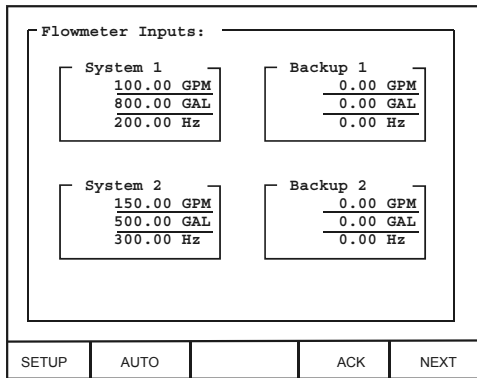 Flowmeter Inputs:
System 1
100.00 GPM
800.00 GAL
200.00 Hz
Backup 1
0.00 GPM
0.00 GAL
0.00 Hz
System 2
150.00 GPM
500.00 GAL
300.00 Hz
Backup 2
0.00 GPM
0.00 GAL
0.00 Hz
SETUP AUTO ACK NEXT